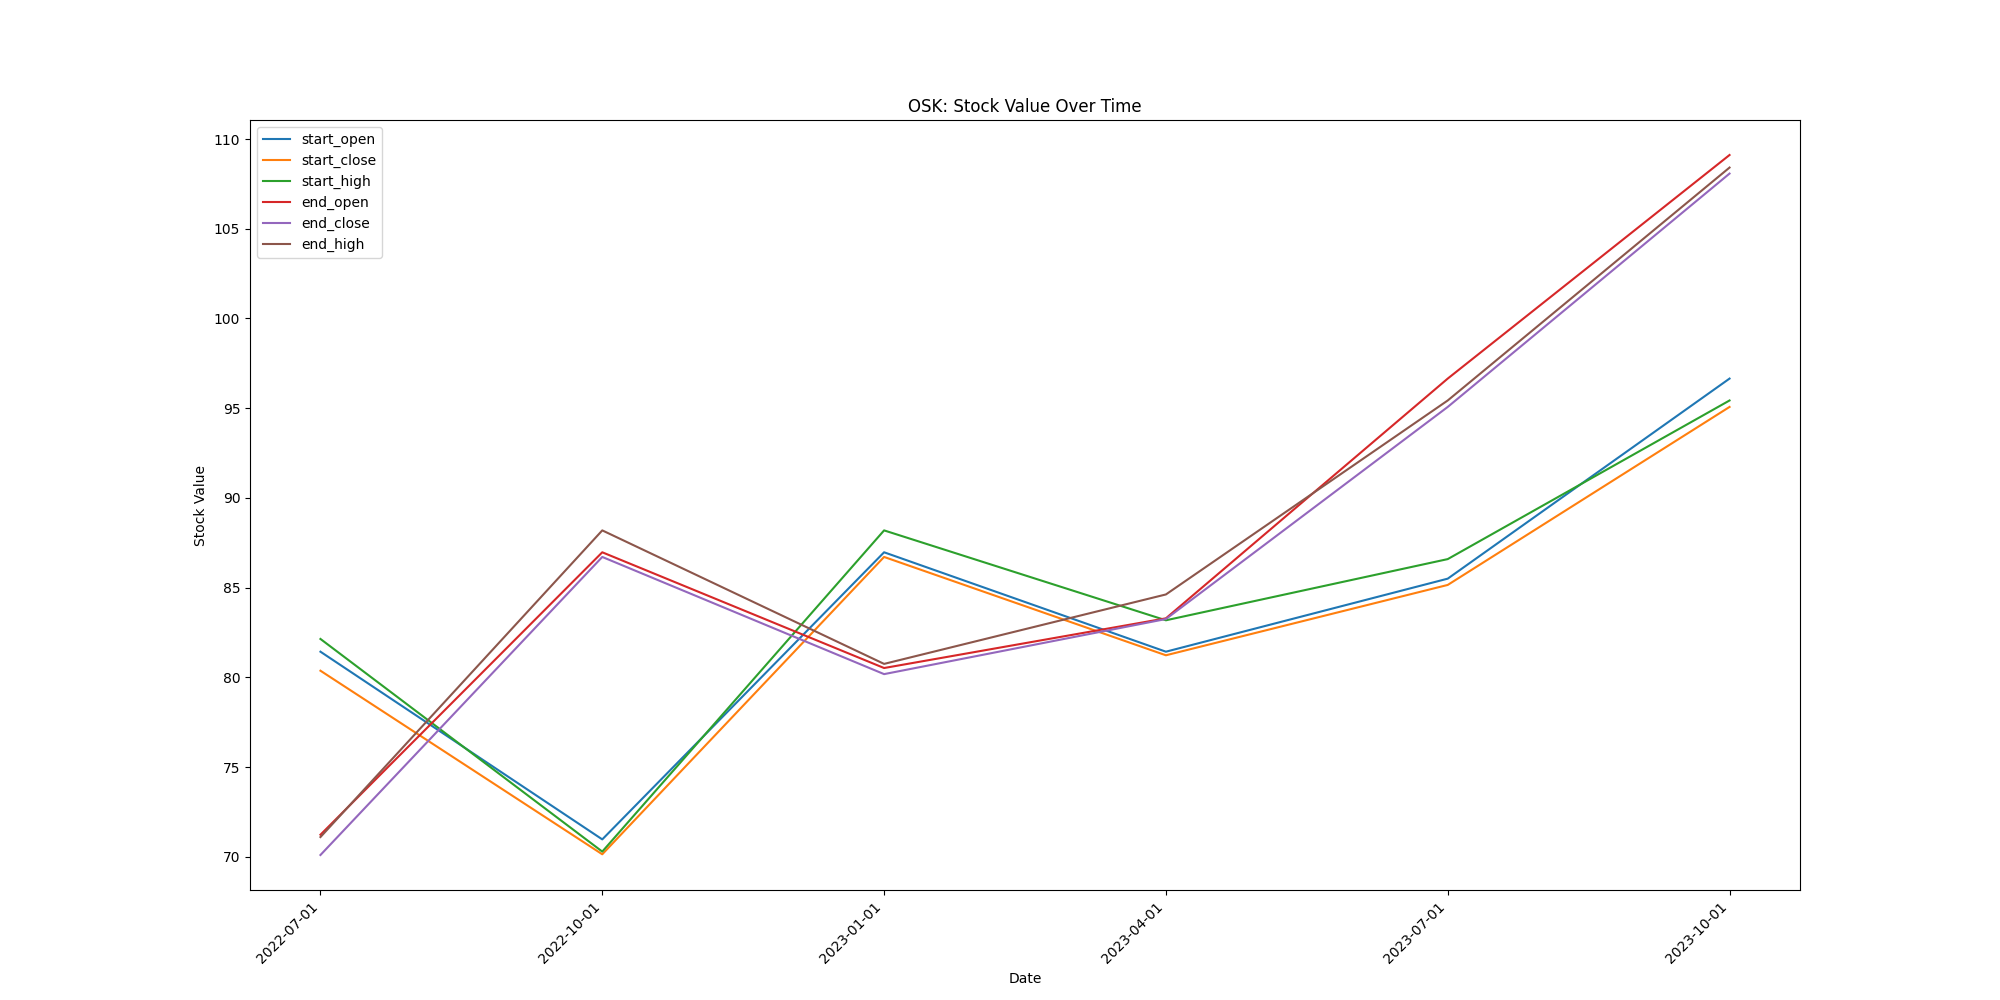 OSK: Stock Value Over Time
110
105
100
95
90
85
80
75
70
Stock Value
start_open
start_close
start_high
end_open
end_close
end_high
2022-07-01
2022-10-01
2023-01-01
2023-04-01
2023-07-01
2023-10-01
Date